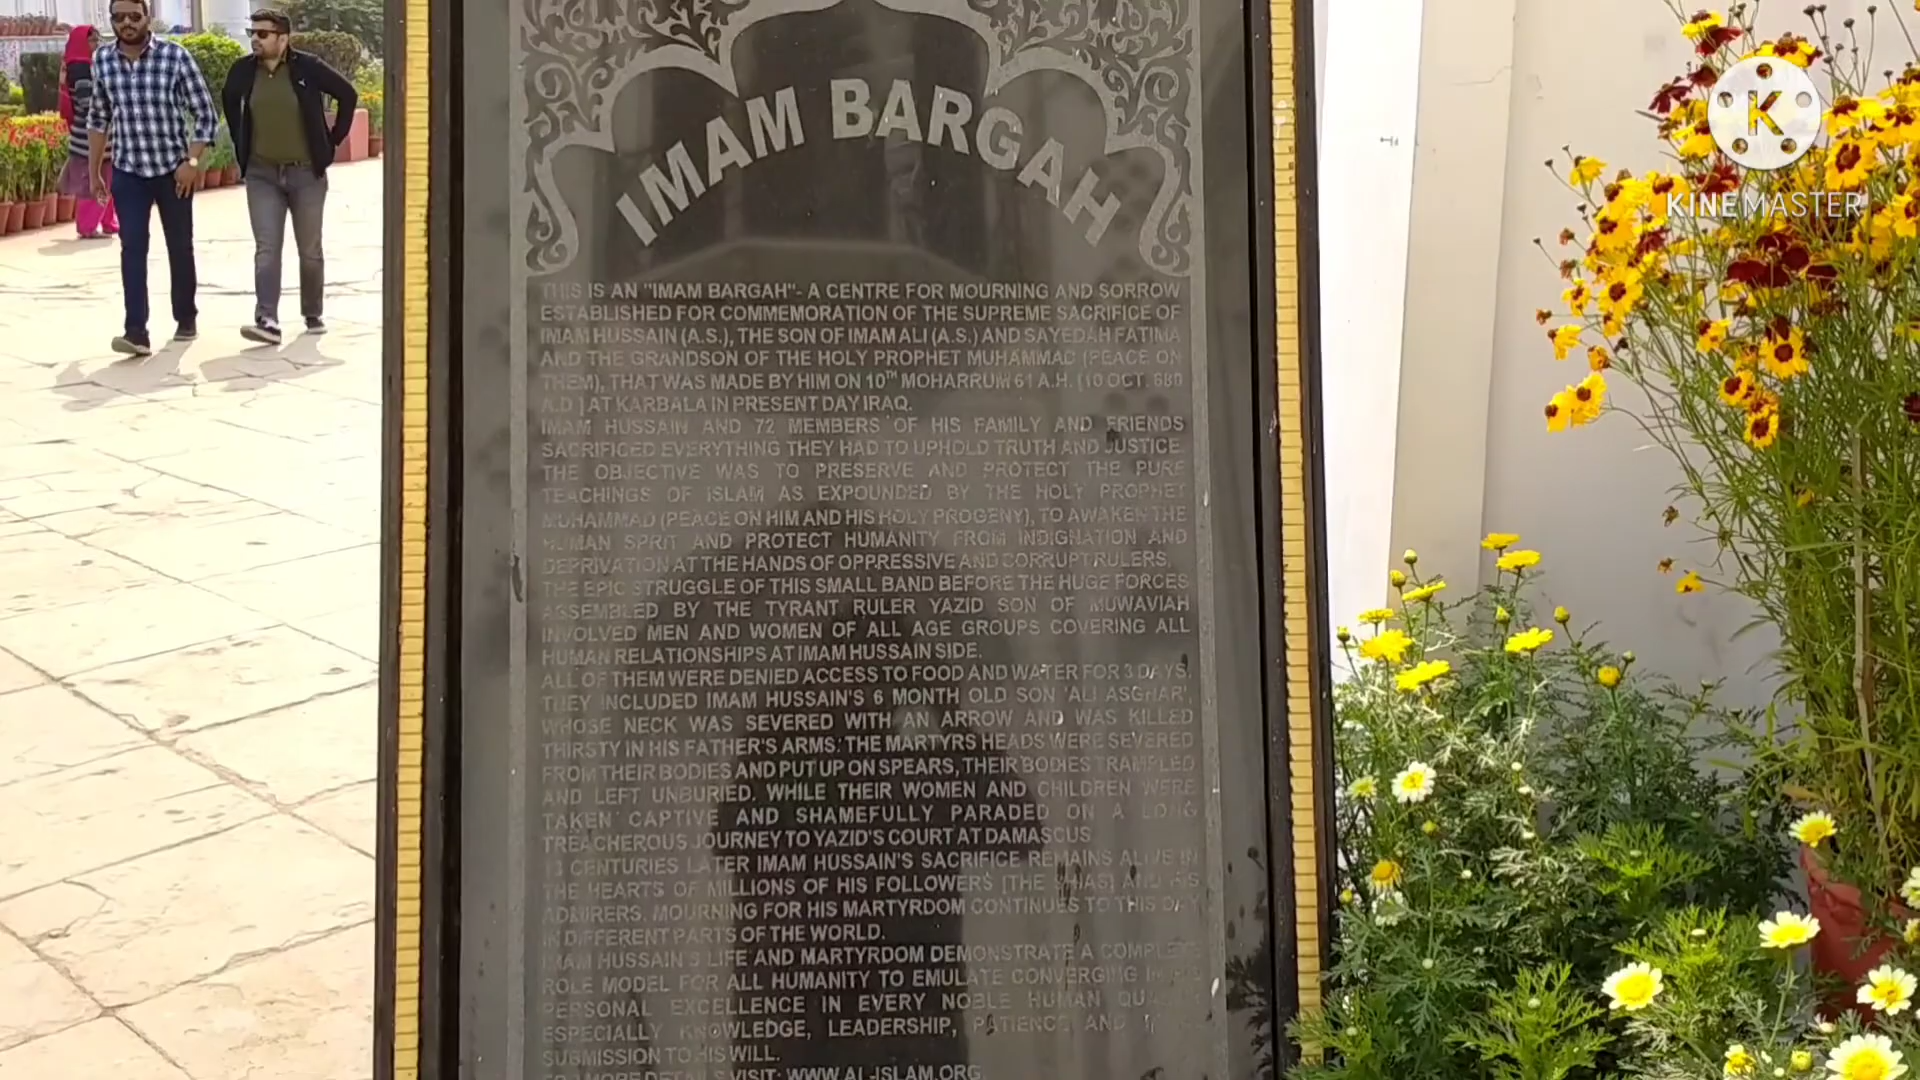 IMAM BARGAH
THIS IS AN "IMAM BARGAH"- A CENTRE FOR MOURNING AND SORROW
ESTABLISHED FOR COMMEMORATION OF THE SUPREME SACRIFICE OF
IMAM HUSSAIN (A.S.), THE SON OF IMAM ALI (A.S.) AND SAYEDAH FATIMA
AND THE GRANDSON OF THE HOLY PROPHET MUHAMMAD (PEACE ON
THEM), THAT WAS MADE BY HIM ON 10TH MOHARRUM 61 A.H. (10 OCT. 680
A.D.) AT KARBALA IN PRESENT DAY IRAQ.
IMAM HUSSAIN AND 72 MEMBERS OF HIS FAMILY AND FRIENDS
SACRIFICED EVERYTHING THEY HAD TO UPHOLD TRUTH AND JUSTICE.
THE OBJECTIVE WAS TO PRESERVE AND PROTECT THE PURE
TEACHINGS OF ISLAM AS EXPOUNDED BY THE HOLY PROPHET
MUHAMMAD (PEACE ON HIM AND HIS HOLY PROGENY), TO AWAKEN THE
HUMAN SPRIT AND PROTECT HUMANITY FROM INDIGNATION AND
DEPRIVATION AT THE HANDS OF OPPRESSIVE AND CORRUPT RULERS.
THE EPIC STRUGGLE OF THIS SMALL BAND BEFORE THE HUGE FORCES
ASSEMBLED BY THE TYRANT RULER YAZID SON OF MUWAVIAH
INVOLVED MEN AND WOMEN OF ALL AGE GROUPS COVERING ALL
HUMAN RELATIONSHIPS AT IMAM HUSSAIN SIDE.
ALL OF THEM WERE DENIED ACCESS TO FOOD AND WATER FOR 3 DAYS.
THEY INCLUDED IMAM HUSSAIN'S 6 MONTH OLD SON 'ALI ASGHAR',
WHOSE NECK WAS SEVERED WITH AN ARROW AND WAS KILLED
THIRSTY IN HIS FATHER'S ARMS. THE MARTYRS HEADS WERE SEVERED
FROM THEIR BODIES AND PUT UP ON SPEARS, THEIR BODIES TRAMPLED
AND LEFT UNBURIED. WHILE THEIR WOMEN AND CHILDREN WERE
TAKEN CAPTIVE AND SHAMEFULLY PARADED ON A LONG
TREACHEROUS JOURNEY TO YAZID'S COURT AT DAMASCUS
13 CENTURIES LATER IMAM HUSSAIN'S SACRIFICE REMAINS ALIVE IN
THE HEARTS OF MILLIONS OF HIS FOLLOWERS [THE SHIAS] AND HIS
ADMIRERS. MOURNING FOR HIS MARTYRDOM CONTINUES TO THIS DAY
IN DIFFERENT PARTS OF THE WORLD.
IMAM HUSSAIN'S LIFE AND MARTYRDOM DEMONSTRATE A COMPLETE
ROLE MODEL FOR ALL HUMANITY TO EMULATE CONVERGING
PERSONAL EXCELLENCE IN EVERY NOBLE HUMAN
ESPECIALLY KNOWLEDGE, LEADERSHIP, PATIENCE AND
SUBMISSION TO HIS WILL.
FOR MORE DETAILS VISIT: WWW.AL-ISLAM.ORG
K
KINEMASTER